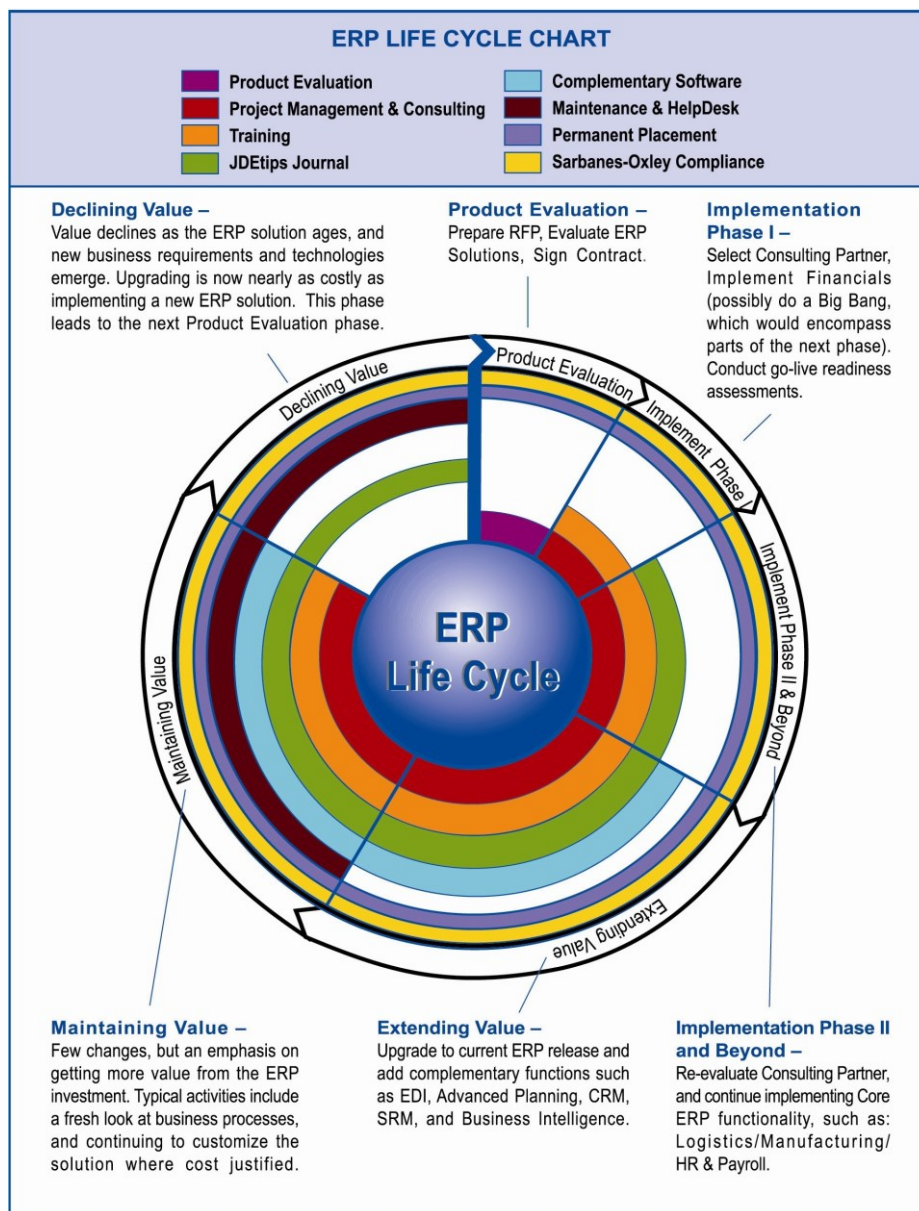 ERP LIFE CYCLE CHART
Product Evaluation
Project Management & Consulting
Training
JDEtips Journal
Complementary Software
Maintenance & HelpDesk
Permanent Placement
Sarbanes-Oxley Compliance
Declining Value –
Value declines as the ERP solution ages, and
new business requirements and technologies
emerge. Upgrading is now nearly as costly as
implementing a new ERP solution. This phase
leads to the next Product Evaluation phase.
Product Evaluation –
Prepare RFP, Evaluate ERP
Solutions, Sign Contract.
Implementation
Phase I –
Select Consulting Partner,
Implement Financials
(possibly do a Big Bang,
which would encompass
parts of the next phase).
Conduct go-live readiness
assessments.
Declining Value
Product Evaluation
Implement Phase I
Implement Phase II & Beyond
Extending Value
Maintaining Value
ERP
Life Cycle
Maintaining Value –
Few changes, but an emphasis on
getting more value from the ERP
investment. Typical activities include
a fresh look at business processes,
and continuing to customize the
solution where cost justified.
Extending Value –
Upgrade to current ERP release and
add complementary functions such
as EDI, Advanced Planning, CRM,
SRM, and Business Intelligence.
Implementation Phase II
and Beyond –
Re-evaluate Consulting Partner,
and continue implementing Core
ERP functionality, such as:
Logistics/Manufacturing/
HR & Payroll.